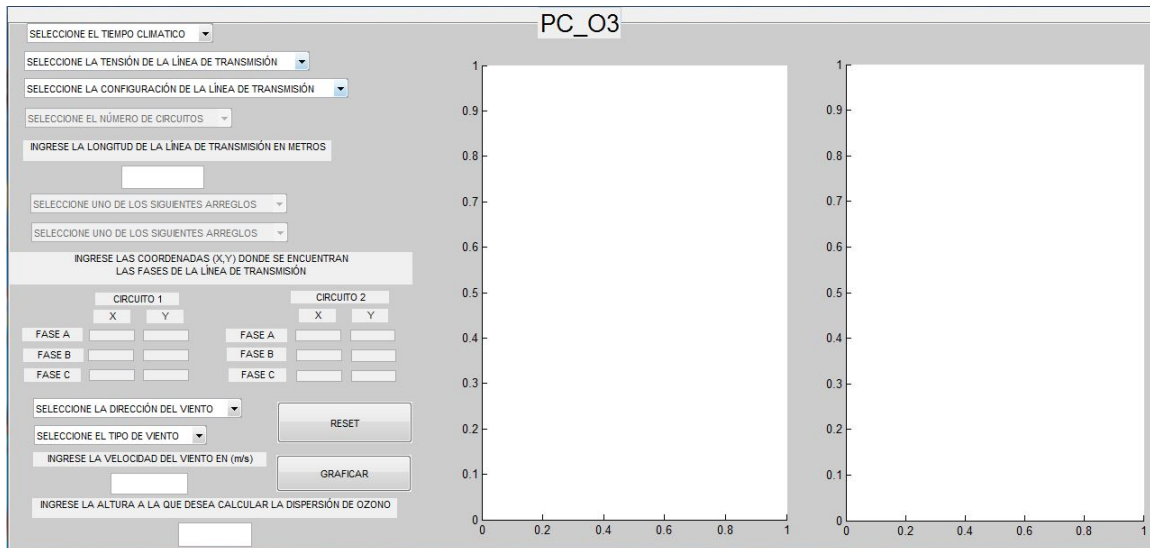 PC_O3
SELECCIONE EL TIEMPO CLIMATICO
SELECCIONE LA TENSIÓN DE LA LÍNEA DE TRANSMISIÓN
SELECCIONE LA CONFIGURACIÓN DE LA LÍNEA DE TRANSMISIÓN
SELECCIONE EL NÚMERO DE CIRCUITOS
INGRESE LA LONGITUD DE LA LÍNEA DE TRANSMISIÓN EN METROS
SELECCIONE UNO DE LOS SIGUIENTES ARREGLOS
SELECCIONE UNO DE LOS SIGUIENTES ARREGLOS
INGRESE LAS COORDENADAS (X,Y) DONDE SE ENCUENTRAN
LAS FASES DE LA LÍNEA DE TRANSMISIÓN
CIRCUITO 1 CIRCUITO 2
X Y X Y
FASE A FASE A
FASE B FASE B
FASE C FASE C
SELECCIONE LA DIRECCIÓN DEL VIENTO
SELECCIONE EL TIPO DE VIENTO
RESET
INGRESE LA VELOCIDAD DEL VIENTO EN (m/s)
GRAFICAR
INGRESE LA ALTURA A LA QUE DESEA CALCULAR LA DISPERSIÓN DE OZONO
1
0.9
0.8
0.7
0.6
0.5
0.4
0.3
0.2
0.1
0
0 0.2 0.4 0.6 0.8 1
1
0.9
0.8
0.7
0.6
0.5
0.4
0.3
0.2
0.1
0
0 0.2 0.4 0.6 0.8 1